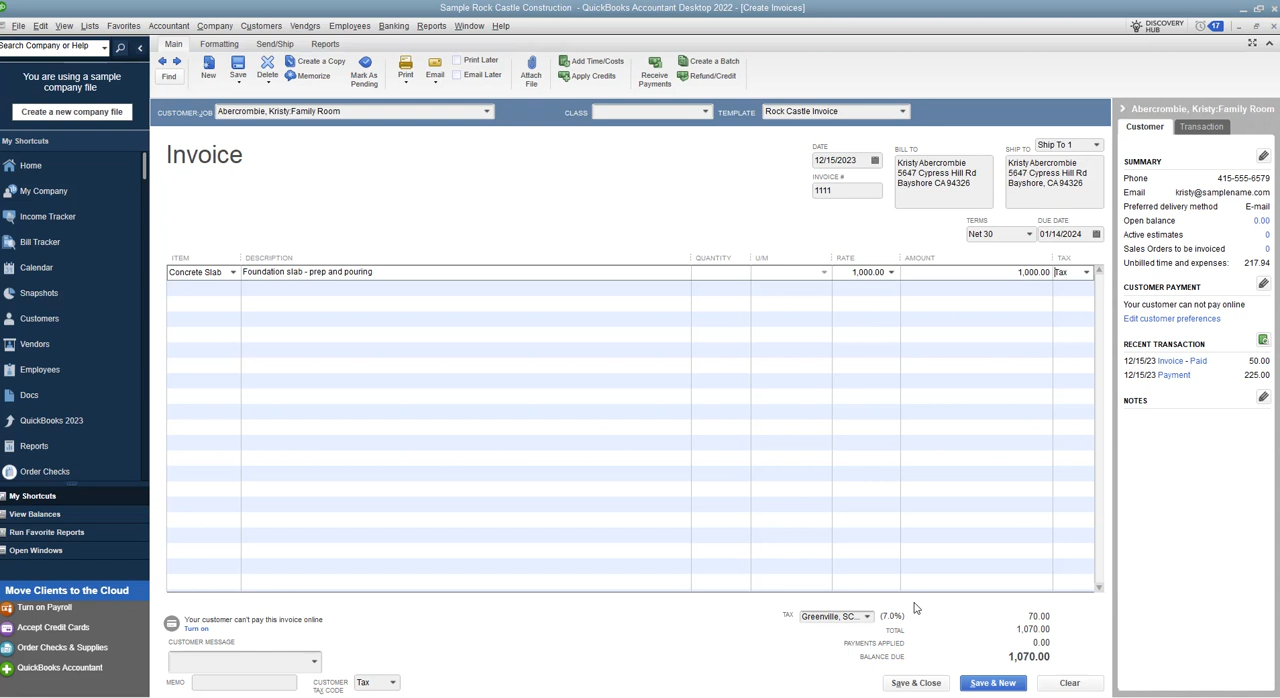 Sample Rock Castle Construction - QuickBooks Accountant Desktop 2022 - [Create Invoices]
File Edit View Lists Favorites Accountant Company Customers Vendors Employees Banking Reports Window Help
DISCOVERY HUB 17
Search Company or Help
Main Formatting Send/Ship Reports
Find New Save Delete Create a Copy Memorize Mark As Pending Print Email Print Later Email Later Attach File Add Time/Costs Apply Credits Receive Payments Create a Batch Refund/Credit
You are using a sample company file
Create a new company file
My Shortcuts
Home
My Company
Income Tracker
Bill Tracker
Calendar
Snapshots
Customers
Vendors
Employees
Docs
QuickBooks 2023
Reports
Order Checks
My Shortcuts
View Balances
Run Favorite Reports
Open Windows
Move Clients to the Cloud
Turn on Payroll
Accept Credit Cards
Order Checks & Supplies
QuickBooks Accountant
CUSTOMER:JOB Abercrombie, Kristy:Family Room CLASS TEMPLATE Rock Castle Invoice
Invoice
DATE
12/15/2023
INVOICE #
1111
BILL TO
Kristy Abercrombie
5647 Cypress Hill Rd
Bayshore CA 94326
SHIP TO Ship To 1
Kristy Abercrombie
5647 Cypress Hill Rd
Bayshore, CA 94326
TERMS DUE DATE
Net 30 01/14/2024
ITEM DESCRIPTION QUANTITY U/M RATE AMOUNT TAX
Concrete Slab Foundation slab - prep and pouring 1,000.00 1,000.00 Tax
Your customer can't pay this invoice online
Turn on
CUSTOMER MESSAGE
MEMO CUSTOMER TAX CODE Tax
TAX Greenville, SC... (7.0%) 70.00
TOTAL 1,070.00
PAYMENTS APPLIED 0.00
BALANCE DUE 1,070.00
Save & Close Save & New Clear
Abercrombie, Kristy:Family Room
Customer Transaction
SUMMARY
Phone 415-555-6579
Email kristy@samplename.com
Preferred delivery method E-mail
Open balance 0.00
Active estimates 0
Sales Orders to be invoiced 0
Unbilled time and expenses: 217.94
CUSTOMER PAYMENT
Your customer can not pay online
Edit customer preferences
RECENT TRANSACTION
12/15/23 Invoice - Paid 50.00
12/15/23 Payment 225.00
NOTES